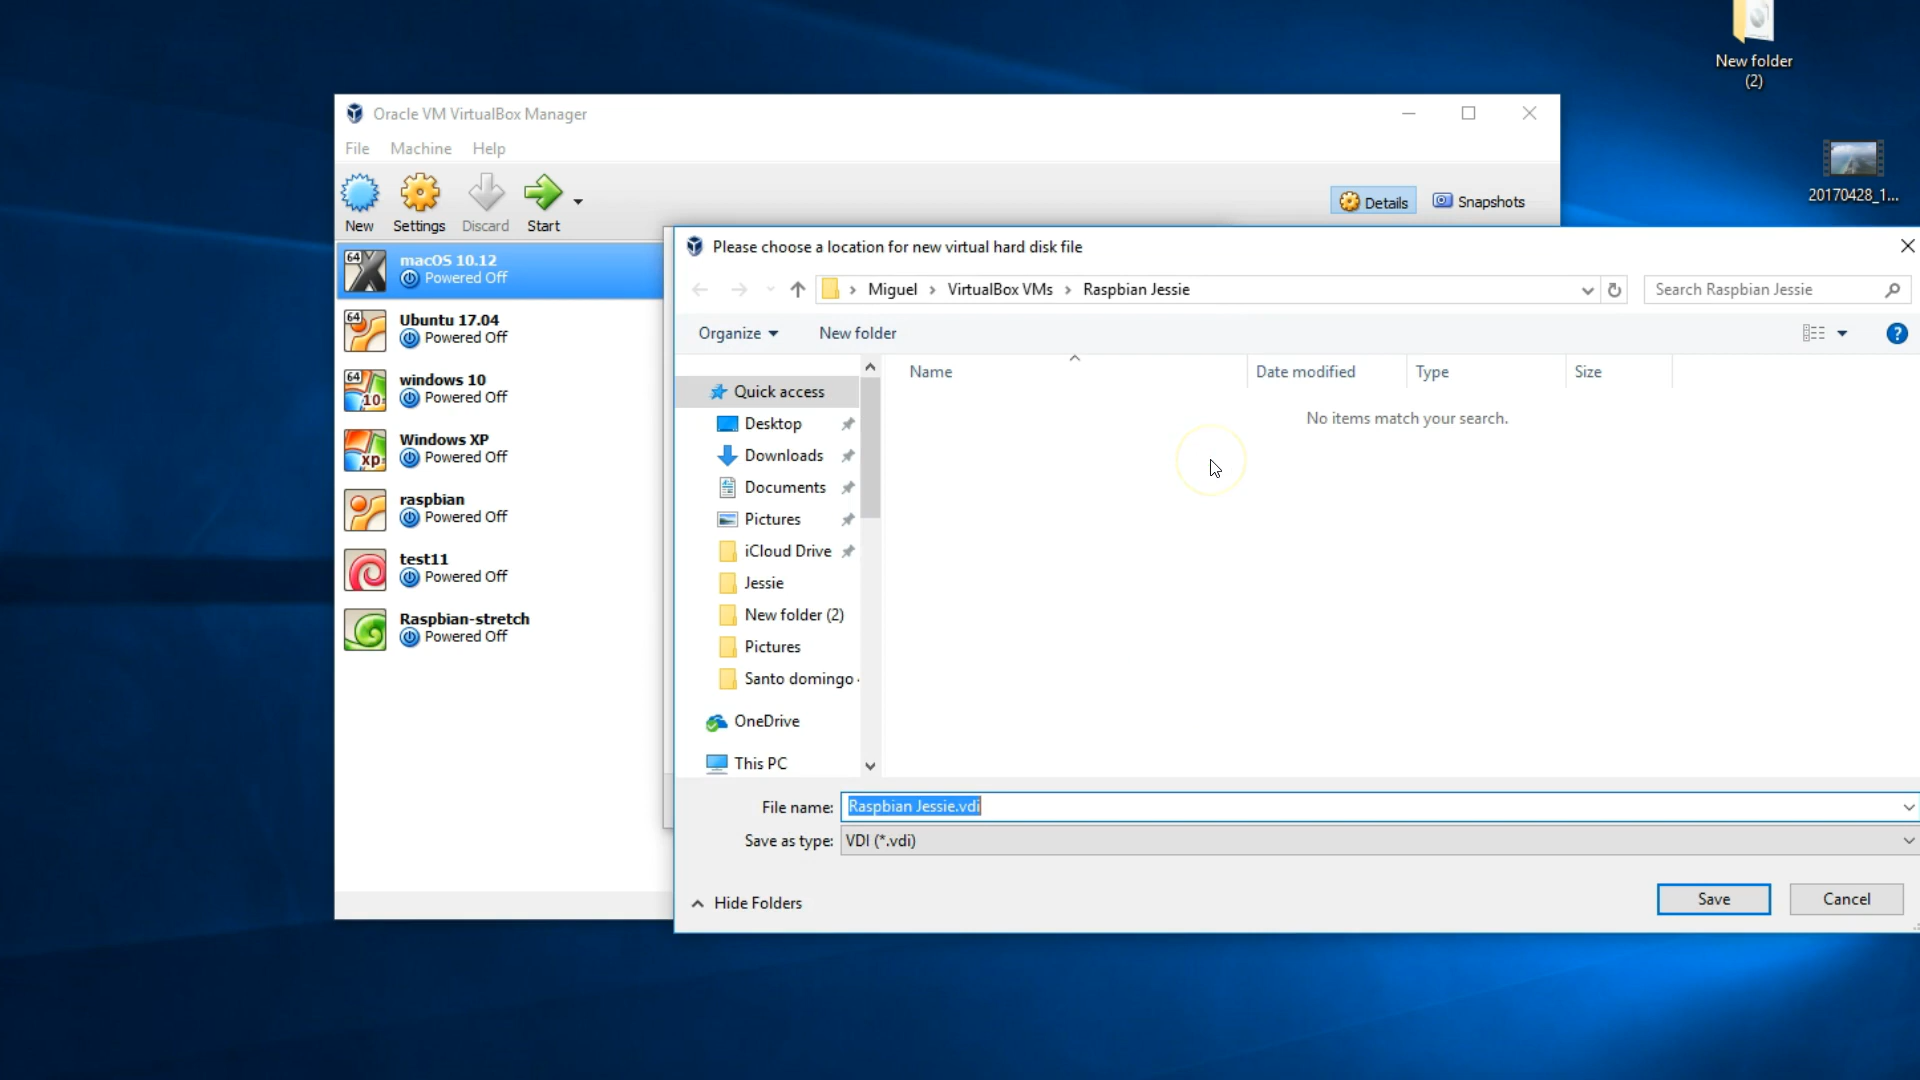 New folder
(2)
20170428_1...
Oracle VM VirtualBox Manager
File Machine Help
New Settings Discard Start
Details Snapshots
64 macOS 10.12
Powered Off
64 Ubuntu 17.04
Powered Off
64 10 windows 10
Powered Off
xp Windows XP
Powered Off
raspbian
Powered Off
test11
Powered Off
Raspbian-stretch
Powered Off
Please choose a location for new virtual hard disk file
Miguel VirtualBox VMs Raspbian Jessie
Search Raspbian Jessie
Organize New folder
?
Name Date modified Type Size
No items match your search.
Quick access
Desktop
Downloads
Documents
Pictures
iCloud Drive
Jessie
New folder (2)
Pictures
Santo domingo
OneDrive
This PC
File name: Raspbian Jessie.vdi
Save as type: VDI (*.vdi)
Hide Folders
Save Cancel